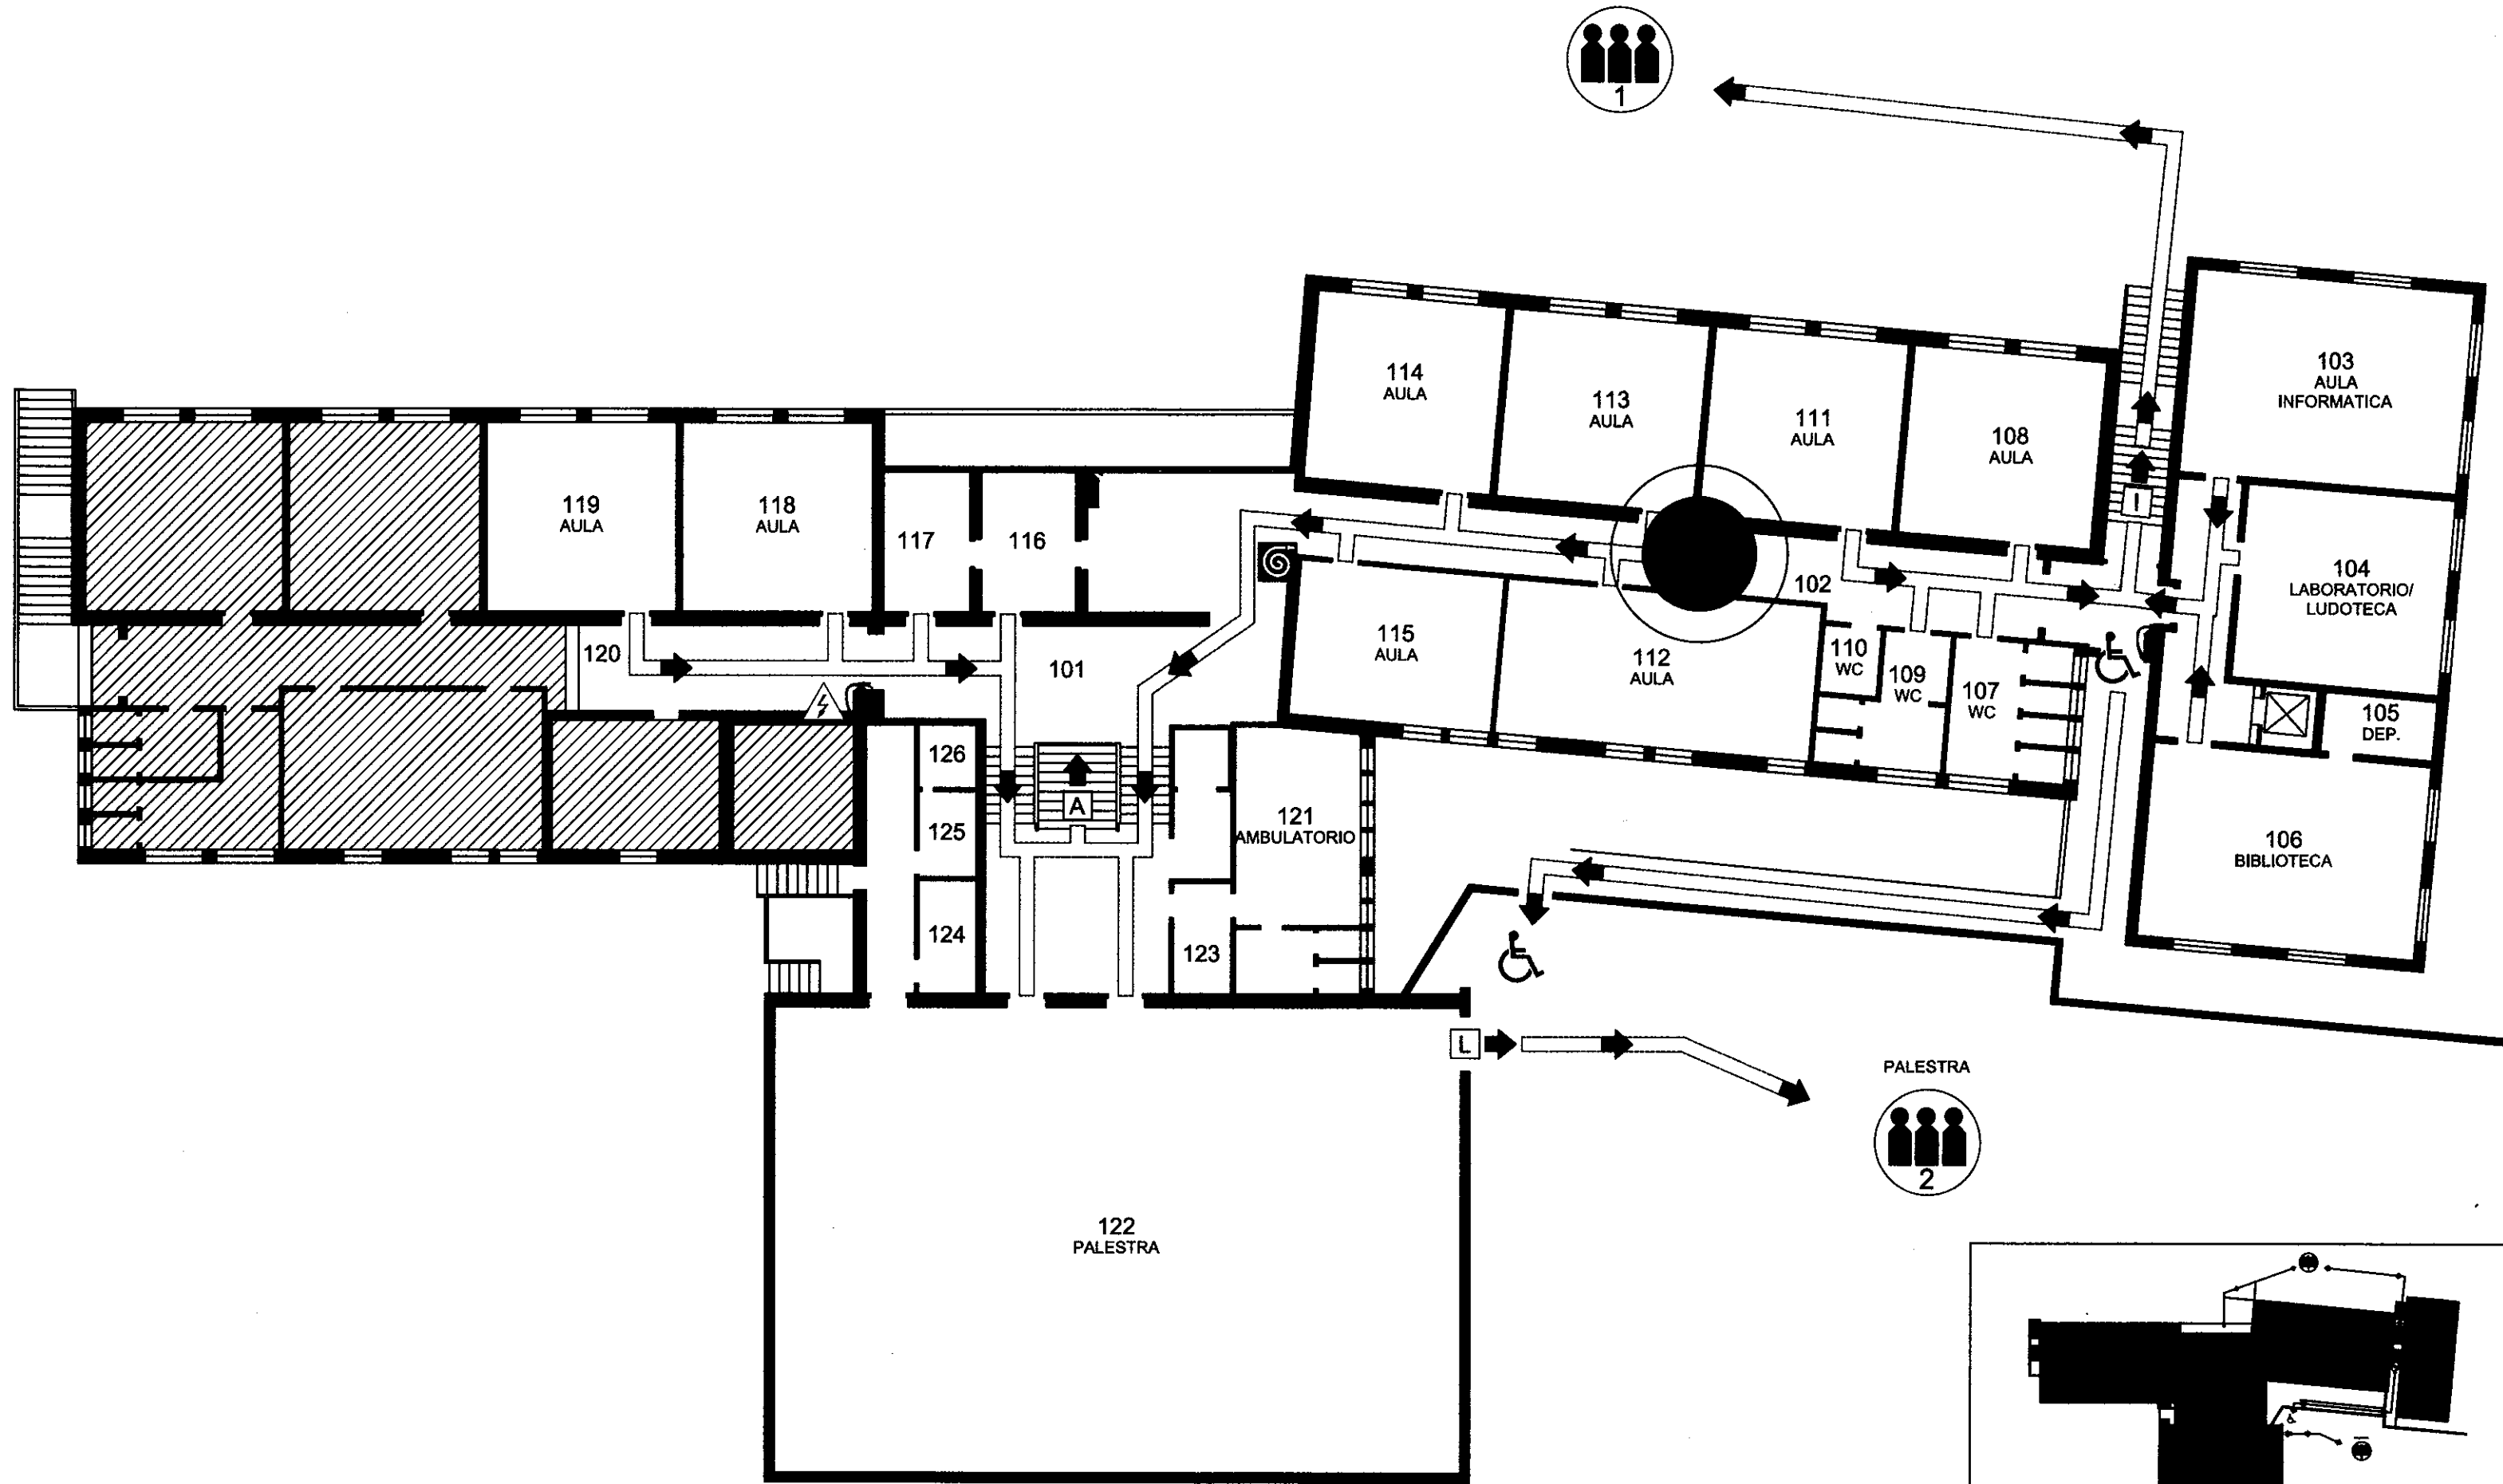 1
103
AULA
INFORMATICA
114
AULA
113
AULA
111
AULA
108
AULA
119
AULA
118
AULA
117
116
I
104
LABORATORIO/
LUDOTECA
102
120
101
115
AULA
112
AULA
110
WC
109
WC
107
WC
105
DEP.
126
A
125
121
AMBULATORIO
106
BIBLIOTECA
124
123
L
PALESTRA
2
122
PALESTRA